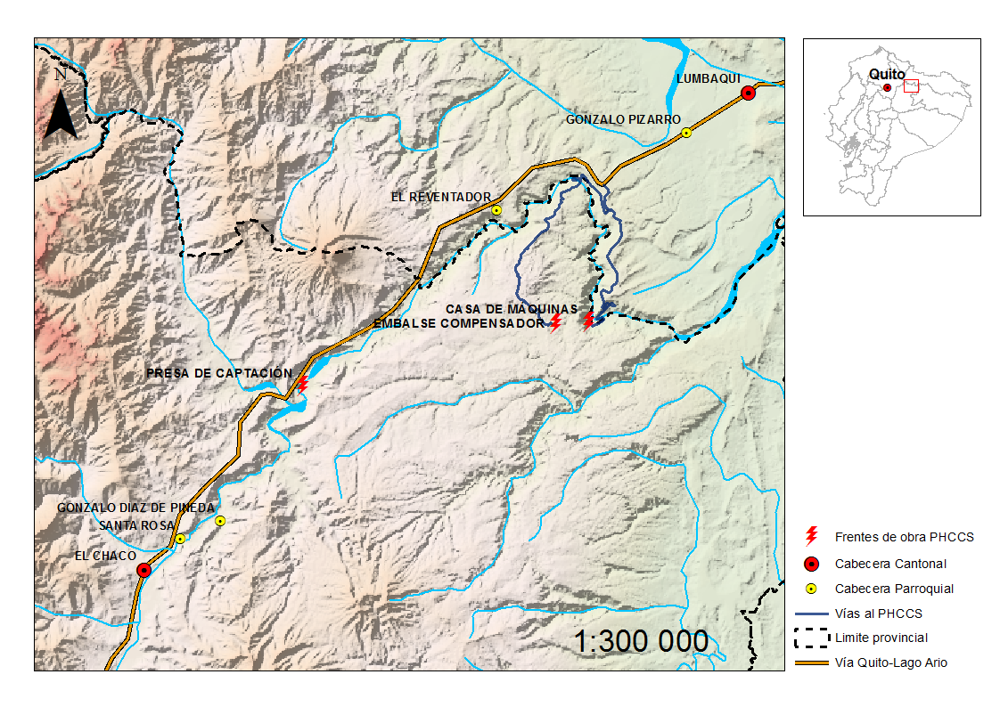 N
LUMBAQUI
GONZALO PIZARRO
EL REVENTADOR
CASA DE MAQUINAS
EMBALSE COMPENSADOR
PRESA DE CAPTACIÓN
GONZALO DIAZ DE PINEDA
SANTA ROSA
EL CHACO
1:300 000
Quito
Frentes de obra PHCCS
Cabecera Cantonal
Cabecera Parroquial
Vías al PHCCS
Limite provincial
Vía Quito-Lago Ario